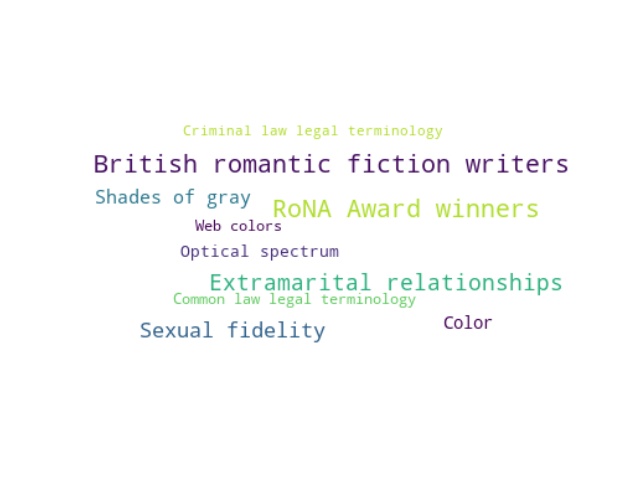 Criminal law legal terminology
British romantic fiction writers
Shades of gray
RoNA Award winners
Web colors
Optical spectrum
Extramarital relationships
Common law legal terminology
Color
Sexual fidelity